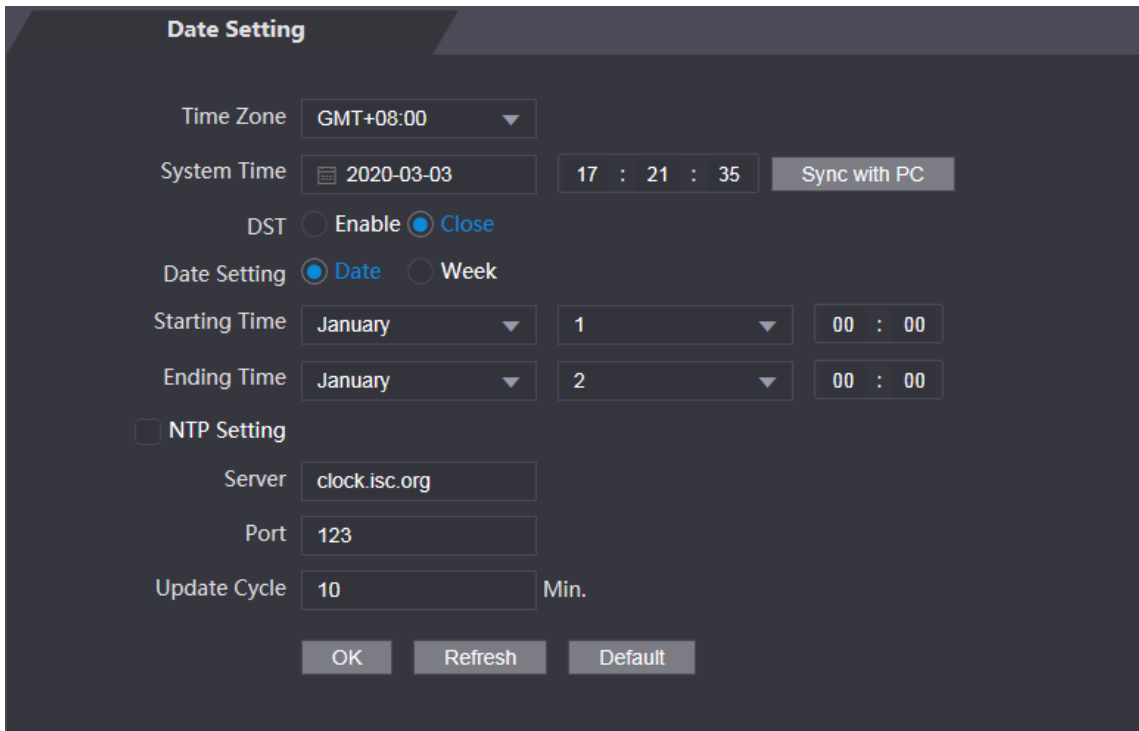 Date Setting
Time Zone GMT+08:00
System Time 2020-03-03 17 : 21 : 35 Sync with PC
DST Enable Close
Date Setting Date Week
Starting Time January 1 00 : 00
Ending Time January 2 00 : 00
NTP Setting
Server clock.isc.org
Port 123
Update Cycle 10 Min.
OK Refresh Default